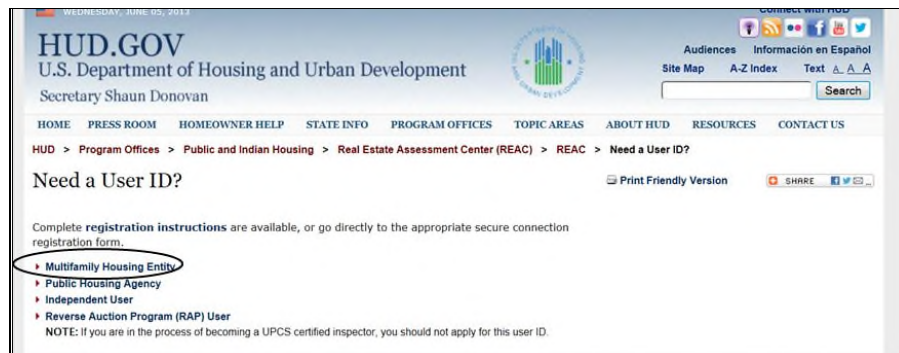 WEDNESDAY, JUNE 05, 2013
Connect with HUD
HUD.GOV
U.S. Department of Housing and Urban Development
Secretary Shaun Donovan
Audiences Información en Español
Site Map A-Z Index Text A A A
Search
HOME PRESS ROOM HOMEOWNER HELP STATE INFO PROGRAM OFFICES TOPIC AREAS ABOUT HUD RESOURCES CONTACT US
HUD > Program Offices > Public and Indian Housing > Real Estate Assessment Center (REAC) > REAC > Need a User ID?
Need a User ID?
Print Friendly Version
SHARE
Complete registration instructions are available, or go directly to the appropriate secure connection
registration form.
Multifamily Housing Entity
Public Housing Agency
Independent User
Reverse Auction Program (RAP) User
NOTE: If you are in the process of becoming a UPCS certified inspector, you should not apply for this user ID.